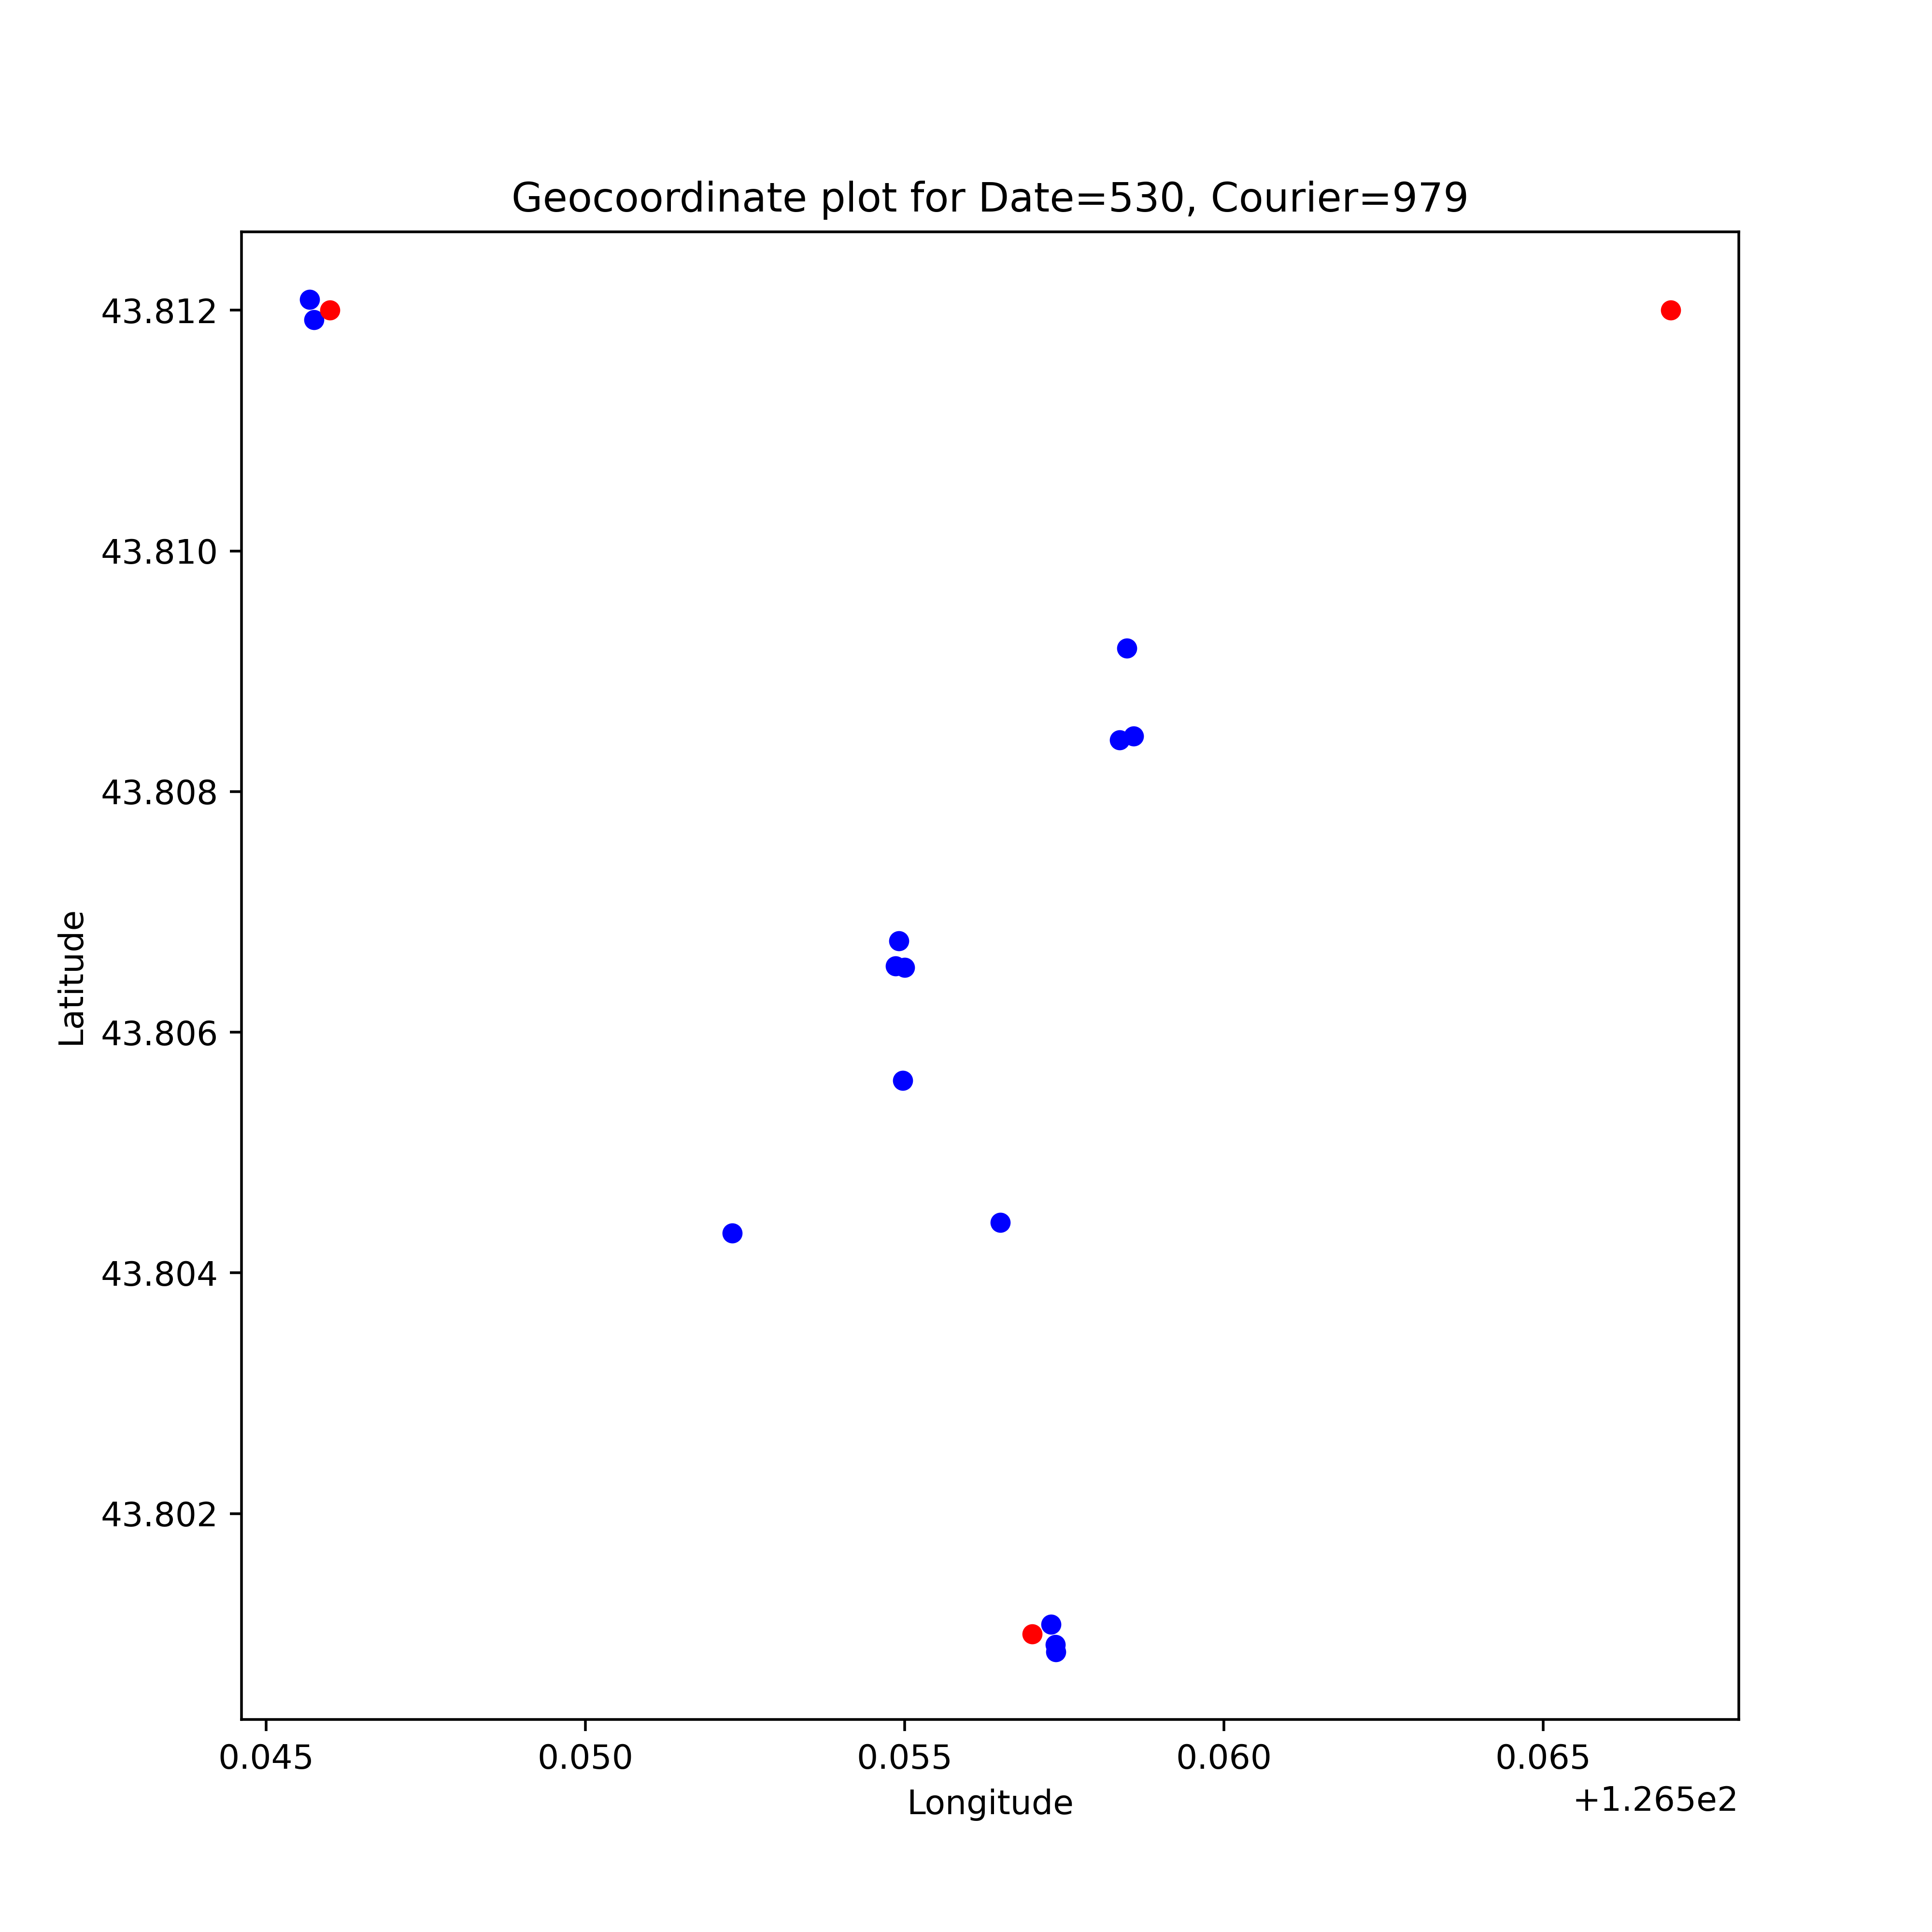 Geocoordinate plot for Date=530, Courier=979
43.812
43.810
43.808
43.806
43.804
43.802
Latitude
0.045 0.050 0.055 0.060 0.065
+1.265e2
Longitude